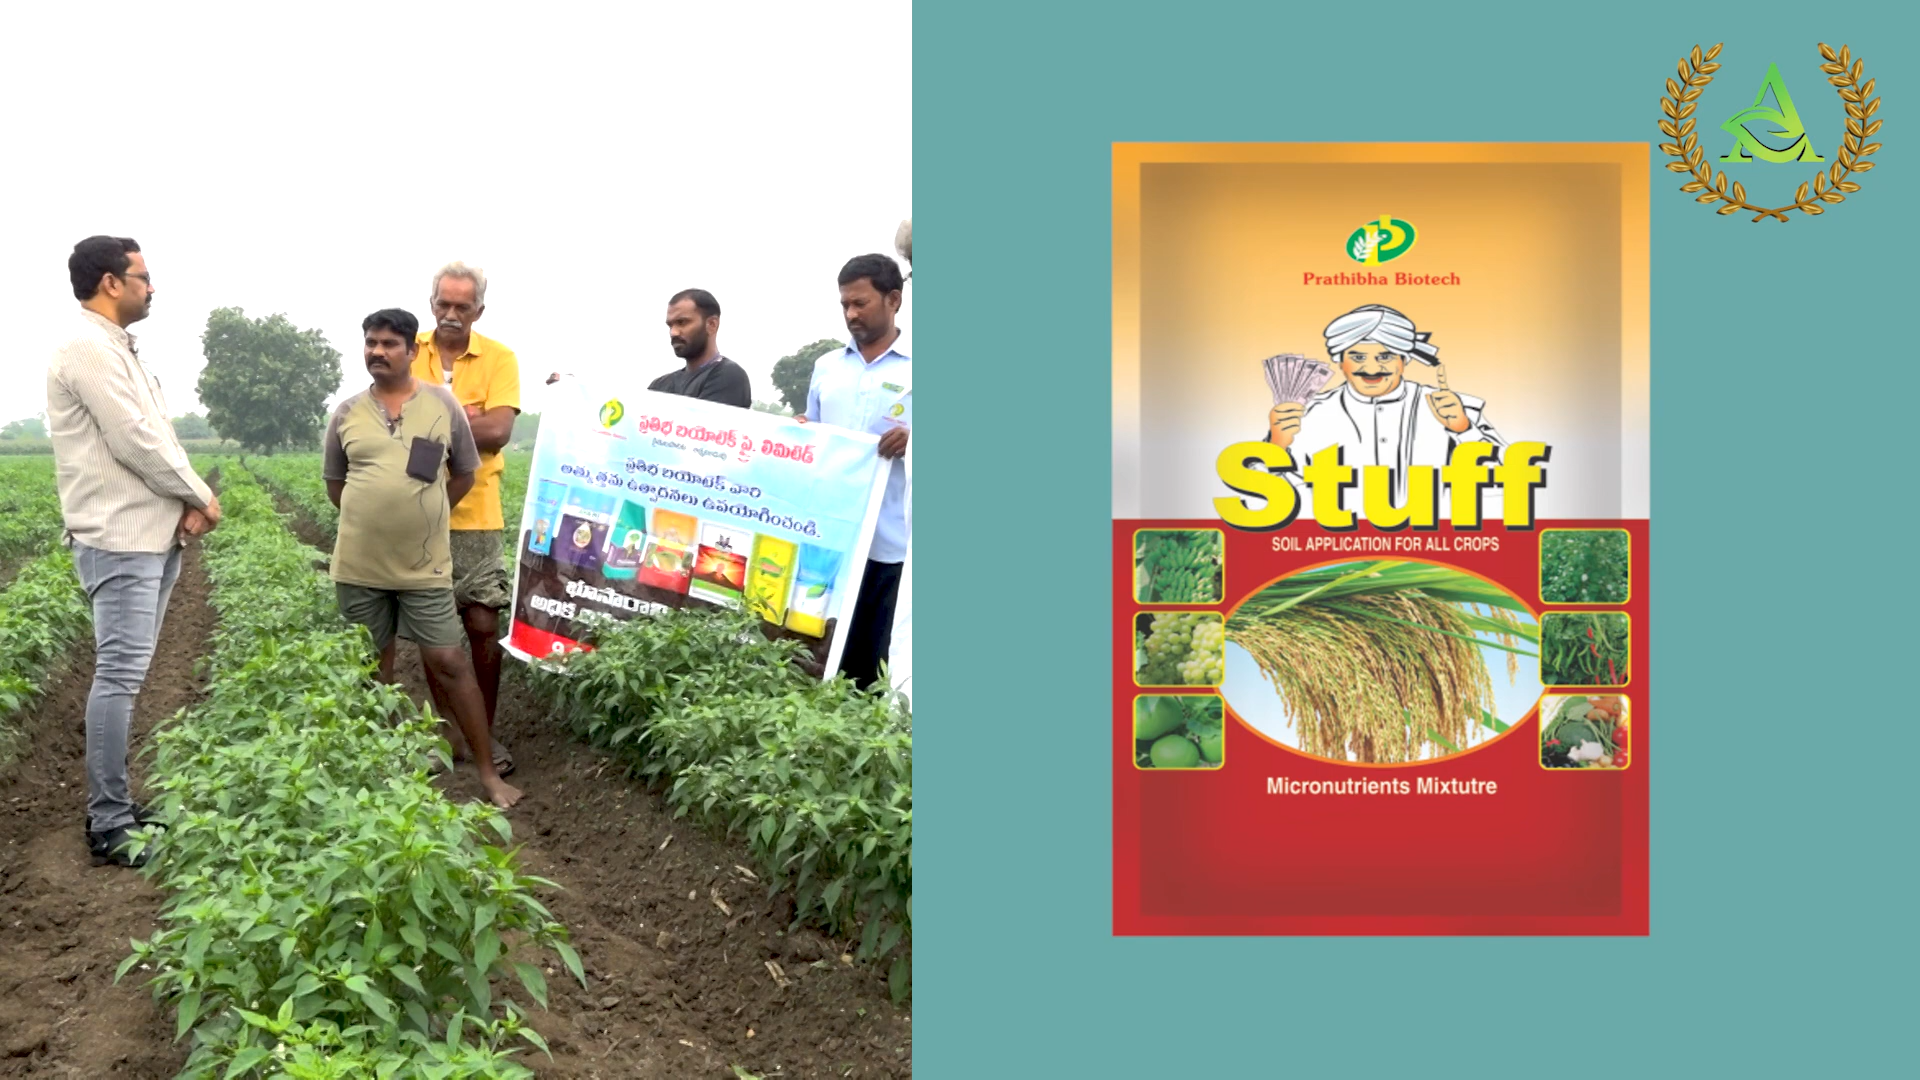 ప్రతిభ బయోటెక్ ప్రై. లిమిటెడ్
ప్రతిభ బయోటెక్ వారి
అత్యుత్తమ ఉత్పాదనలు ఉపయోగించండి.
భూసారాన్ని
అధిక
Prathibha Biotech
Stuff
SOIL APPLICATION FOR ALL CROPS
Micronutrients Mixtutre